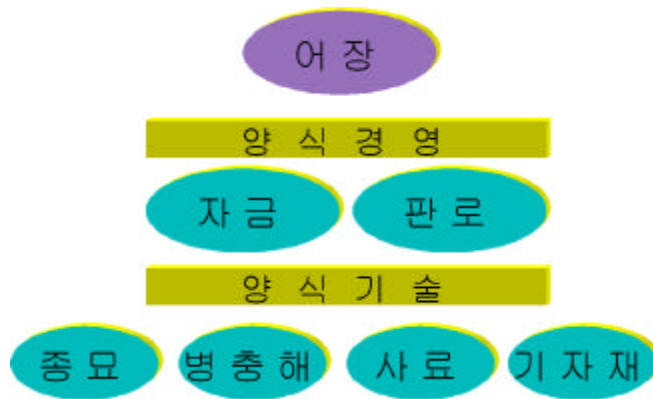 어 장
양 식 경 영
자 금 판 로
양 식 기 술
종 묘 병 충 해 사 료 기 자 재